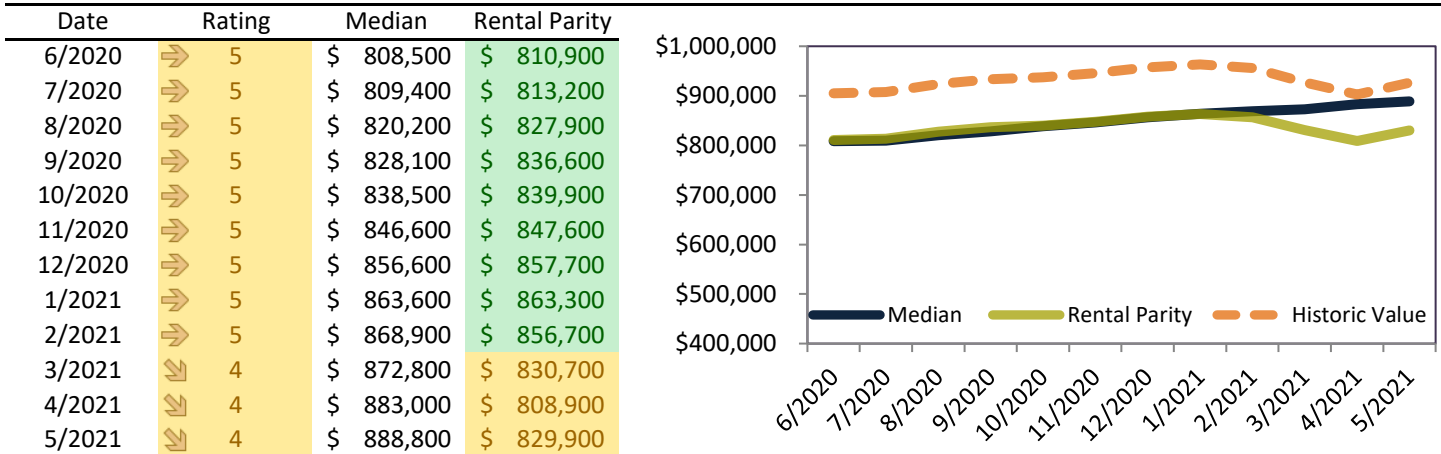 Date Rating Median Rental Parity
6/2020 5 $ 808,500 $ 810,900
7/2020 5 $ 809,400 $ 813,200
8/2020 5 $ 820,200 $ 827,900
9/2020 5 $ 828,100 $ 836,600
10/2020 5 $ 838,500 $ 839,900
11/2020 5 $ 846,600 $ 847,600
12/2020 5 $ 856,600 $ 857,700
1/2021 5 $ 863,600 $ 863,300
2/2021 5 $ 868,900 $ 856,700
3/2021 4 $ 872,800 $ 830,700
4/2021 4 $ 883,000 $ 808,900
5/2021 4 $ 888,800 $ 829,900
$1,000,000
$900,000
$800,000
$700,000
$600,000
$500,000
$400,000
Median Rental Parity Historic Value
6/2020 7/2020 8/2020 9/2020 10/2020 11/2020 12/2020 1/2021 2/2021 3/2021 4/2021 5/2021